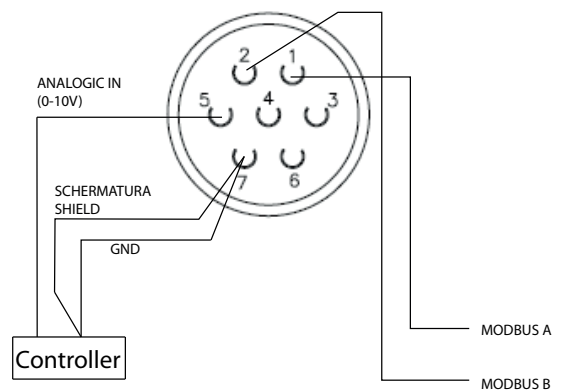 2 1
ANALOGIC IN
(0-10V)
5 4 3
SCHERMATURA
SHIELD
7 6
GND
MODBUS A
Controller
MODBUS B